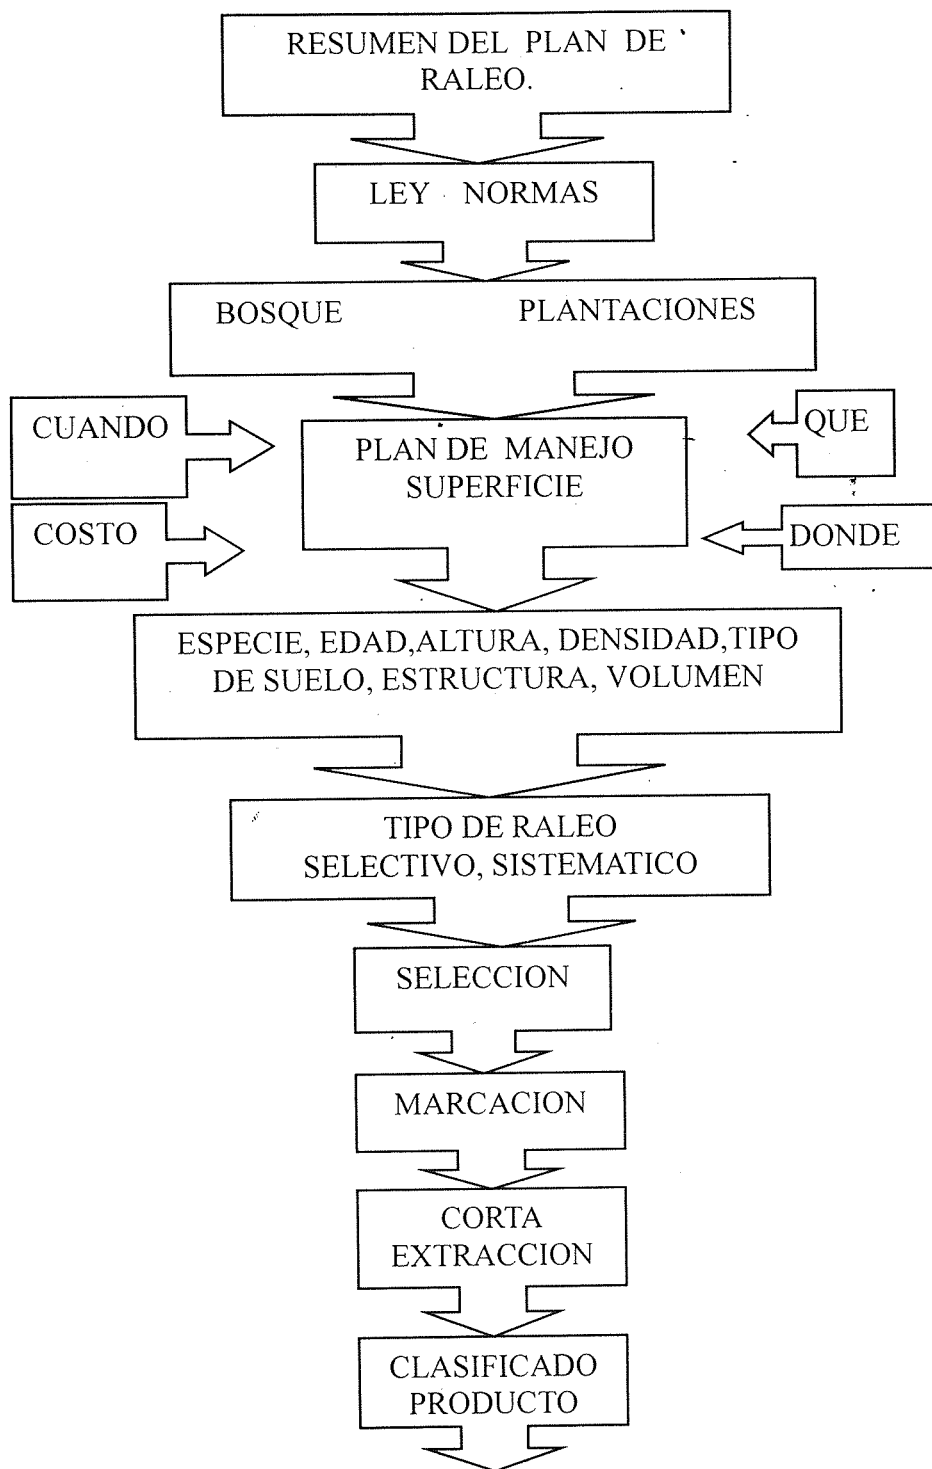 RESUMEN DEL PLAN DE
RALEO.
LEY NORMAS
BOSQUE PLANTACIONES
CUANDO
PLAN DE MANEJO
SUPERFICIE
QUE
COSTO
DONDE
ESPECIE, EDAD,ALTURA, DENSIDAD,TIPO
DE SUELO, ESTRUCTURA, VOLUMEN
TIPO DE RALEO
SELECTIVO, SISTEMATICO
SELECCION
MARCACION
CORTA
EXTRACCION
CLASIFICADO
PRODUCTO